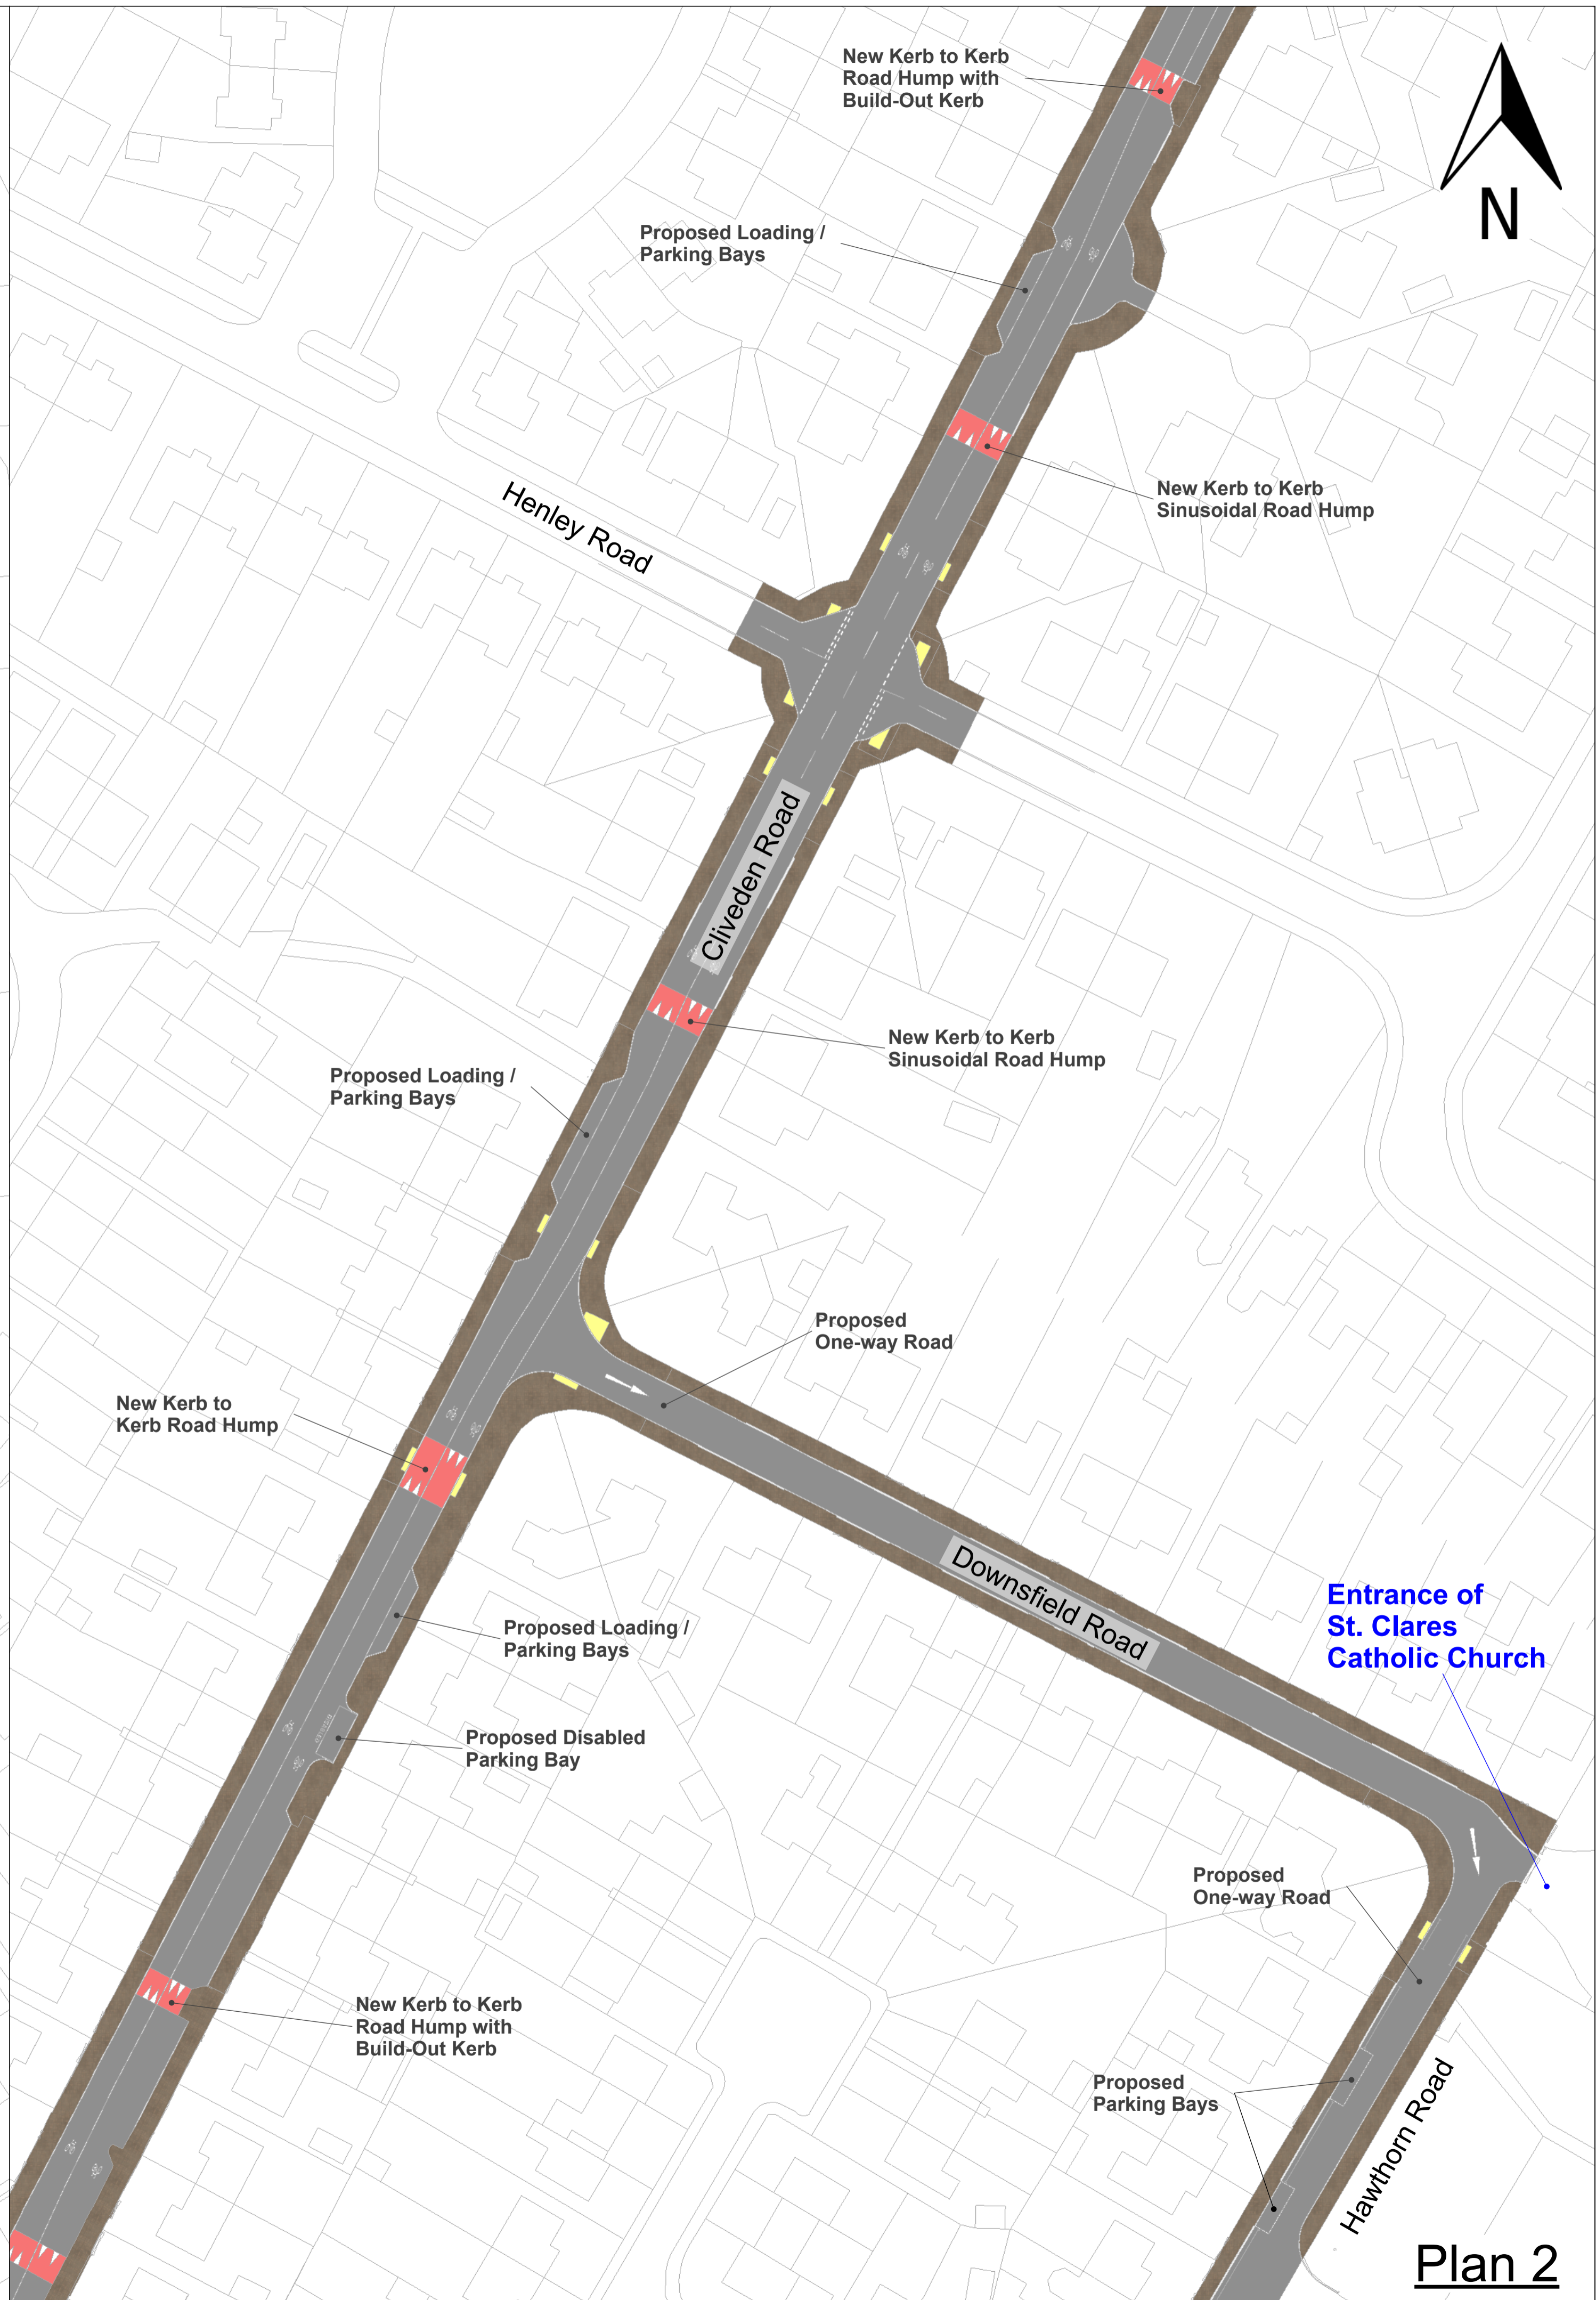 New Kerb to Kerb
Road Hump with
Build-Out Kerb
N
Proposed Loading /
Parking Bays
New Kerb to Kerb
Sinusoidal Road Hump
Henley Road
Cliveden Road
New Kerb to Kerb
Sinusoidal Road Hump
Proposed Loading /
Parking Bays
Proposed
One-way Road
New Kerb to
Kerb Road Hump
Downsfield Road
Entrance of
St. Clares
Catholic Church
Proposed Loading /
Parking Bays
Proposed Disabled
Parking Bay
Proposed
One-way Road
New Kerb to Kerb
Road Hump with
Build-Out Kerb
Proposed
Parking Bays
Hawthorn Road
Plan 2